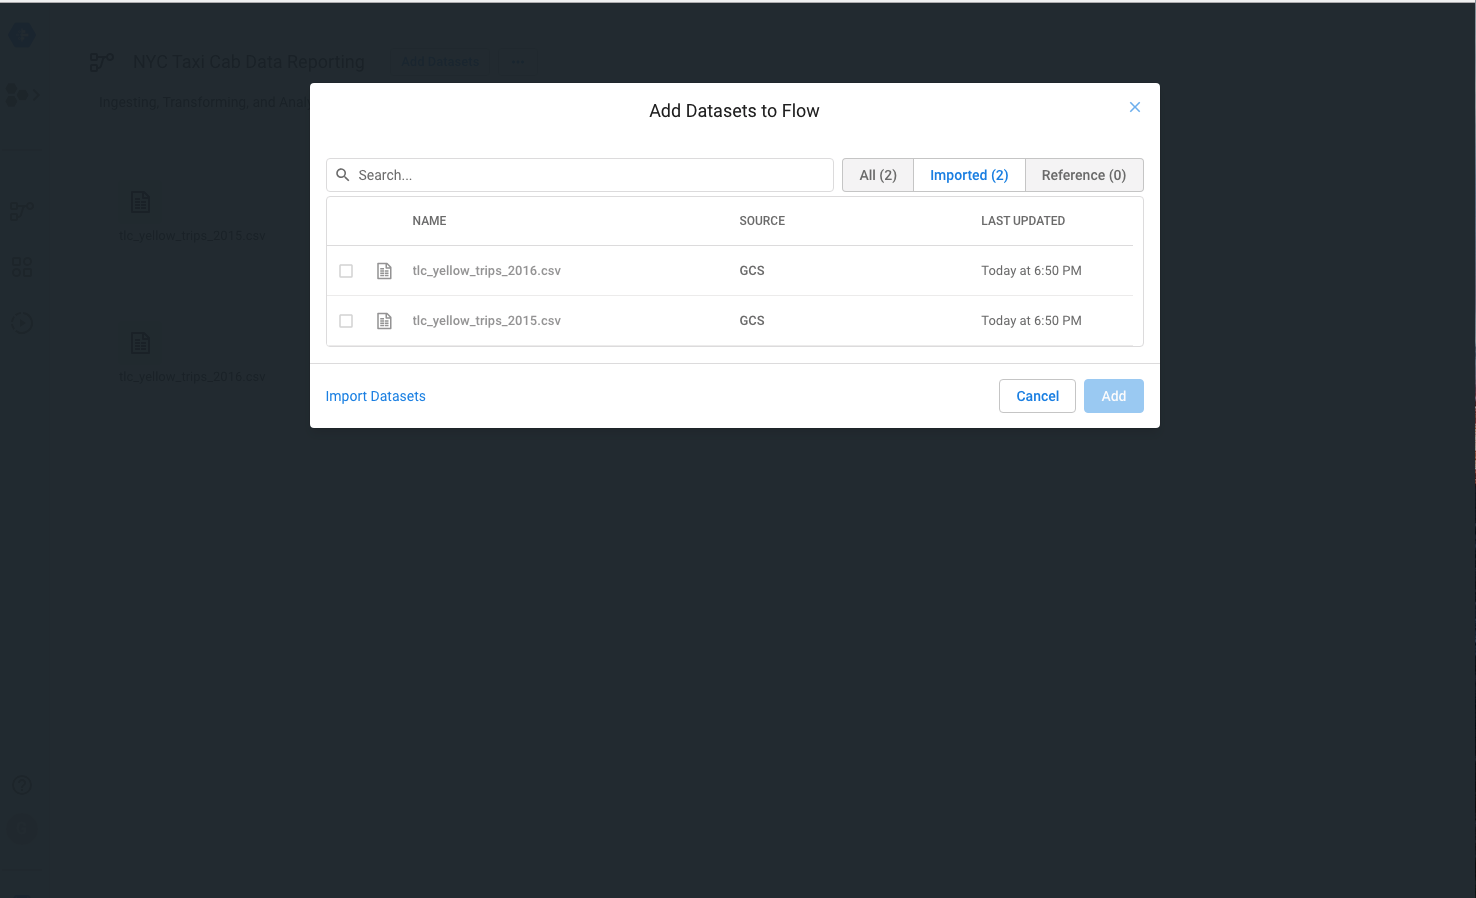 NYC Taxi Cab Data Reporting
Add Datasets
Ingesting, Transforming, and Anal
tlc_yellow_trips_2015.csv
tlc_yellow_trips_2016.csv
Add Datasets to Flow
Search...
All (2)
Imported (2)
Reference (0)
NAME SOURCE LAST UPDATED
tlc_yellow_trips_2016.csv GCS Today at 6:50 PM
tlc_yellow_trips_2015.csv GCS Today at 6:50 PM
Import Datasets
Cancel
Add